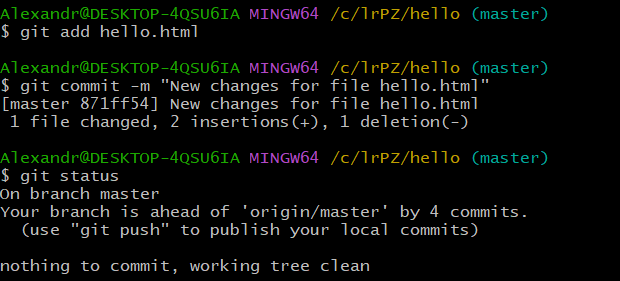 Alexandr@DESKTOP-4QSU6IA MINGW64 /c/lrPZ/hello (master)
$ git add hello.html
Alexandr@DESKTOP-4QSU6IA MINGW64 /c/lrPZ/hello (master)
$ git commit -m "New changes for file hello.html"
[master 871ff54] New changes for file hello.html
 1 file changed, 2 insertions(+), 1 deletion(-)
Alexandr@DESKTOP-4QSU6IA MINGW64 /c/lrPZ/hello (master)
$ git status
On branch master
Your branch is ahead of 'origin/master' by 4 commits.
  (use "git push" to publish your local commits)
nothing to commit, working tree clean